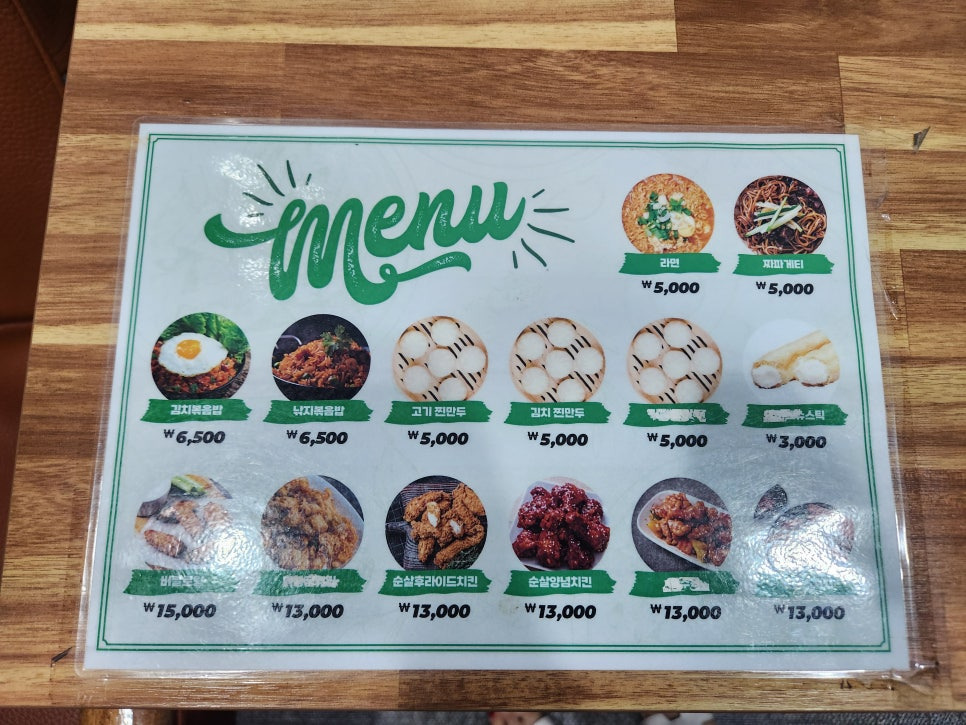 Menu
라면 짜파게티
₩5,000 ₩5,000
김치볶음밥 낚지볶음밥 고기 찐만두 김치 찐만두
₩6,500 ₩6,500 ₩5,000 ₩5,000 ₩5,000 ₩3,000
순살후라이드치킨 순살양념치킨
₩15,000 ₩13,000 ₩13,000 ₩13,000 ₩13,000 ₩13,000